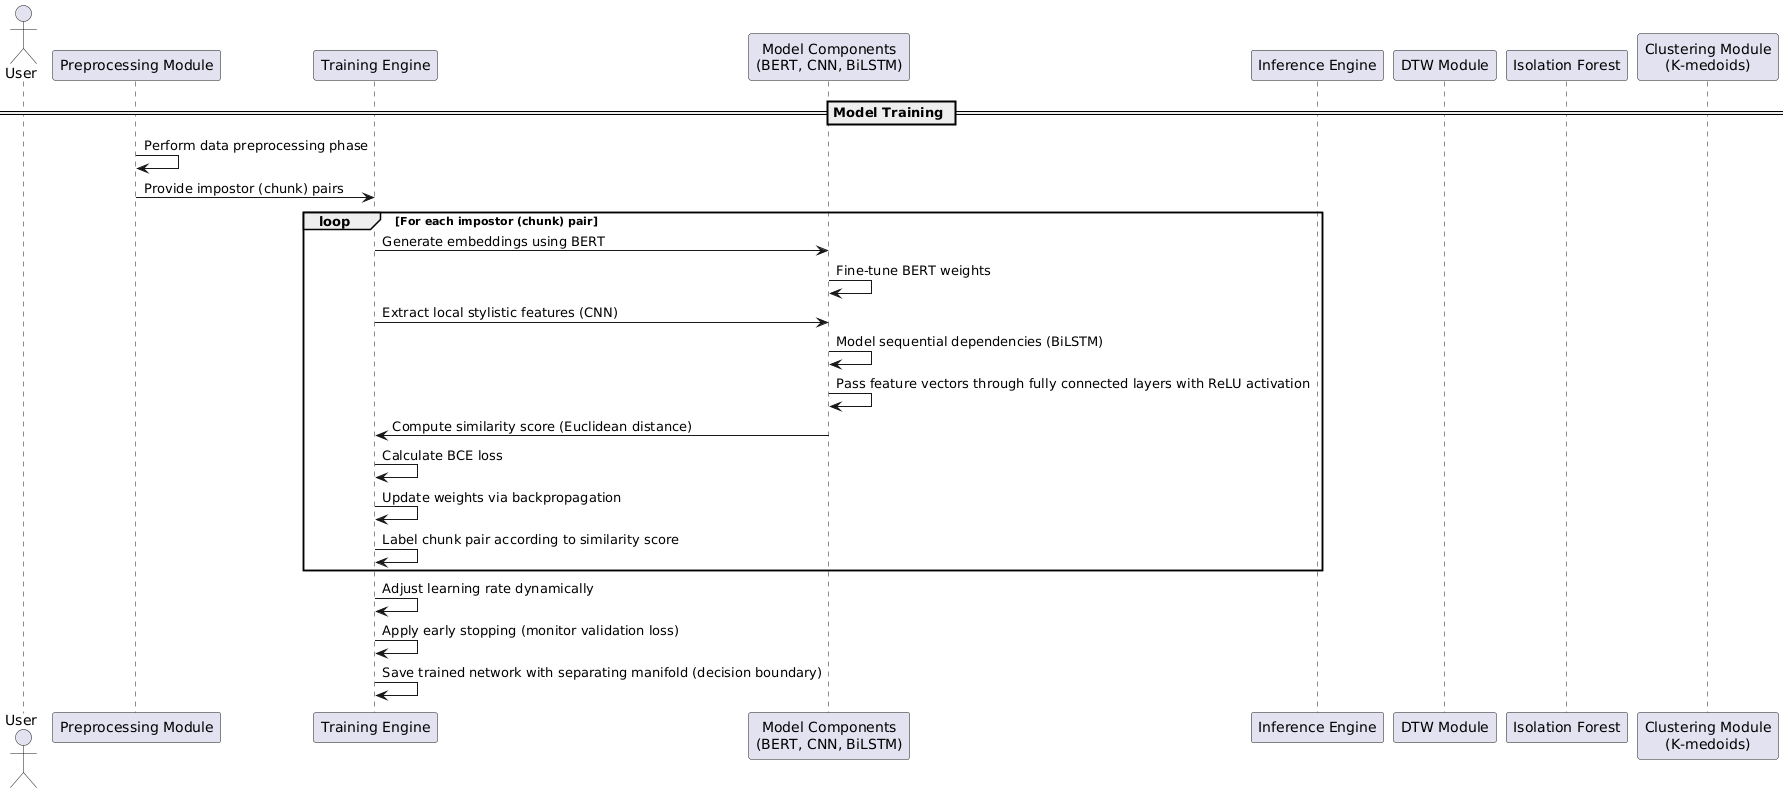 User
Preprocessing Module
Training Engine
Model Components
(BERT, CNN, BiLSTM)
Inference Engine
DTW Module
Isolation Forest
Clustering Module
(K-medoids)
Model Training
Perform data preprocessing phase
Provide impostor (chunk) pairs
loop [For each impostor (chunk) pair]
Generate embeddings using BERT
Fine-tune BERT weights
Extract local stylistic features (CNN)
Model sequential dependencies (BiLSTM)
Pass feature vectors through fully connected layers with ReLU activation
Compute similarity score (Euclidean distance)
Calculate BCE loss
Update weights via backpropagation
Label chunk pair according to similarity score
Adjust learning rate dynamically
Apply early stopping (monitor validation loss)
Save trained network with separating manifold (decision boundary)
User
Preprocessing Module
Training Engine
Model Components
(BERT, CNN, BiLSTM)
Inference Engine
DTW Module
Isolation Forest
Clustering Module
(K-medoids)